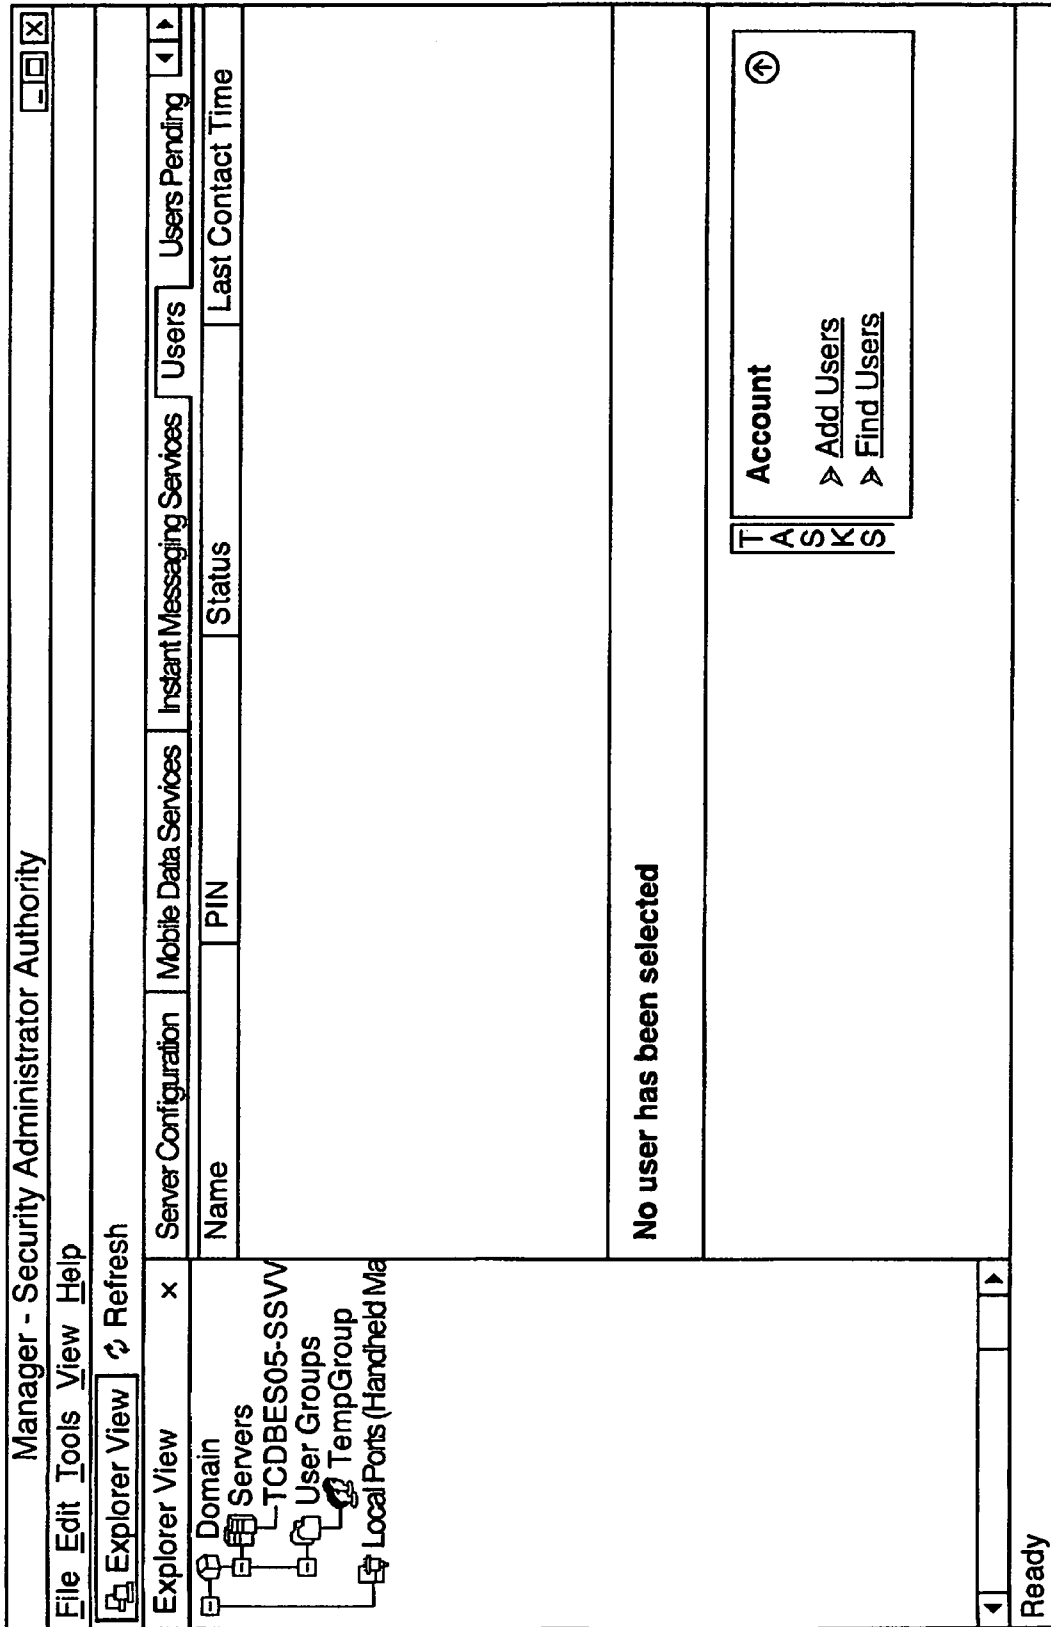 Manager - Security Administrator Authority
File Edit Tools View Help
Explorer View Refresh
Explorer View x
Domain
Servers
TCDBES05-SSVV
User Groups
TempGroup
Local Ports (Handheld Ma
Server Configuration Mobile Data Services Instant Messaging Services Users Users Pending
Name PIN Status Last Contact Time
No user has been selected
TASKS
Account
Add Users
Find Users
Ready